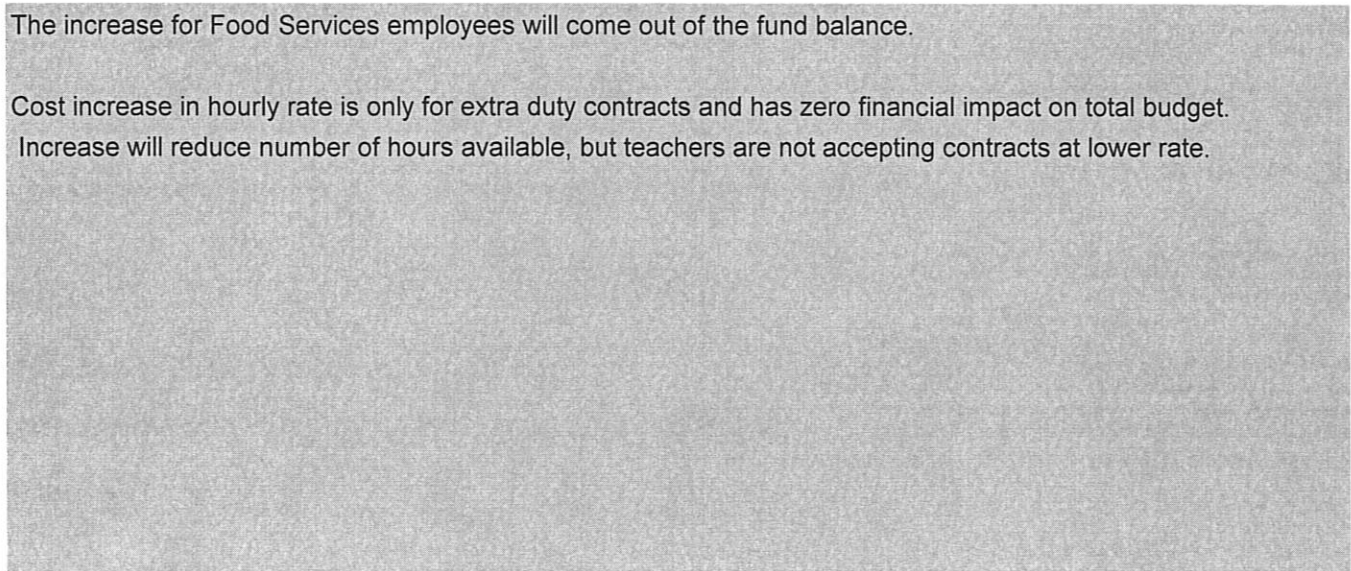 The increase for Food Services employees will come out of the fund balance.
Cost increase in hourly rate is only for extra duty contracts and has zero financial impact on total budget.
Increase will reduce number of hours available, but teachers are not accepting contracts at lower rate.